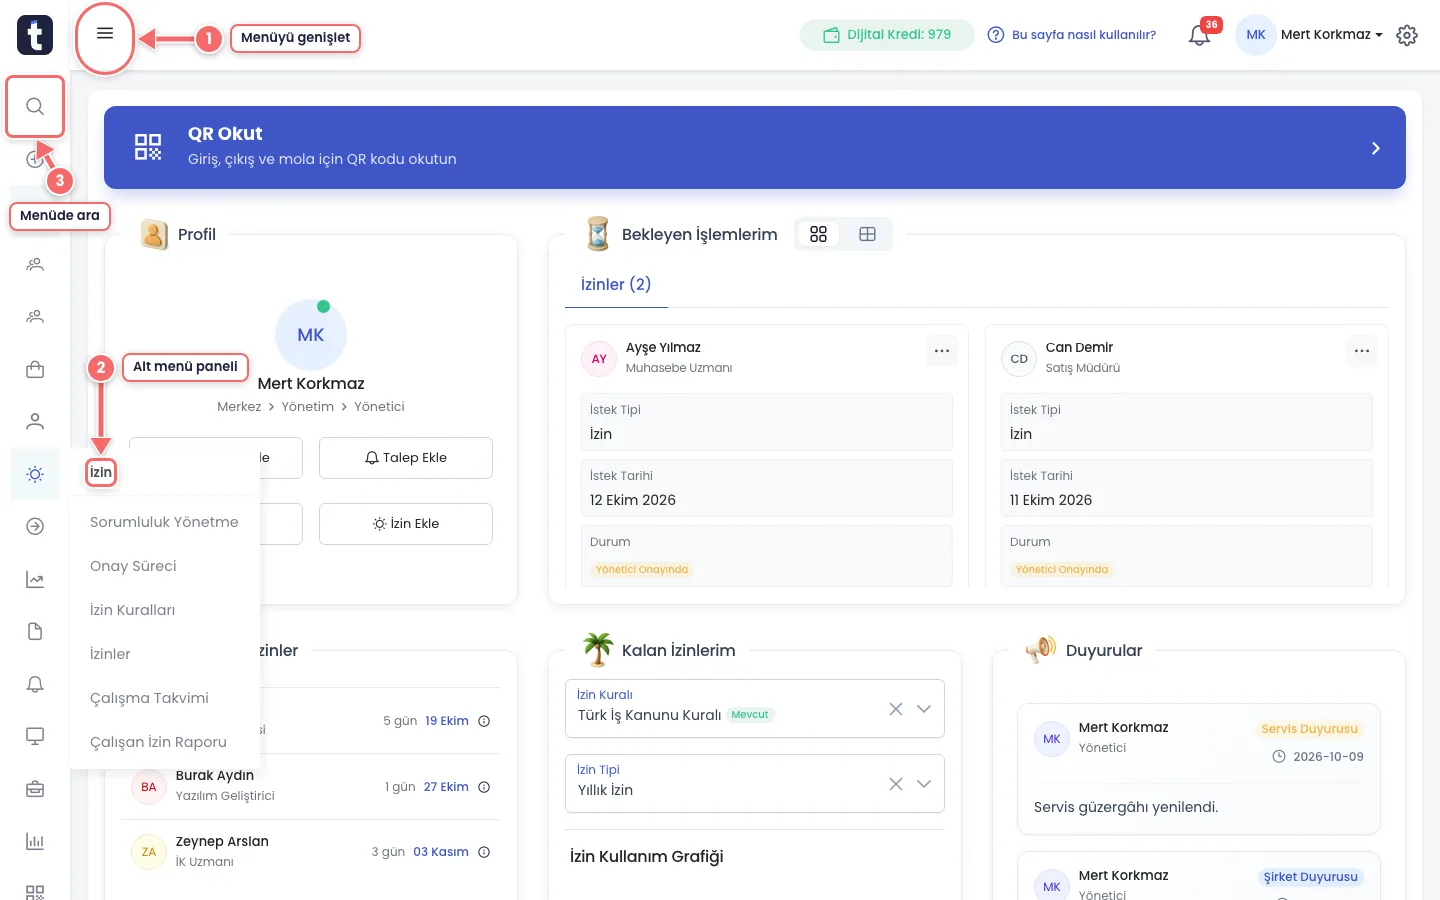 t
1
Menüyü genişlet
Dijital Kredi: 979
Bu sayfa nasıl kullanılır?
36
MK
Mert Korkmaz
QR Okut
Giriş, çıkış ve mola için QR kodu okutun
3
Menüde ara
Profil
MK
Mert Korkmaz
Merkez > Yönetim > Yönetici
le
Talep Ekle
İzin Ekle
Bekleyen İşlemlerim
İzinler (2)
AY
Ayşe Yılmaz
Muhasebe Uzmanı
İstek Tipi
İzin
İstek Tarihi
12 Ekim 2026
Durum
Yönetici Onayında
CD
Can Demir
Satış Müdürü
İstek Tipi
İzin
İstek Tarihi
11 Ekim 2026
Durum
Yönetici Onayında
2
Alt menü paneli
İzin
Sorumluluk Yönetme
Onay Süreci
İzin Kuralları
İzinler
Çalışma Takvimi
Çalışan İzin Raporu
zinler
si
5 gün 19 Ekim
BA
Burak Aydın
Yazılım Geliştirici
1 gün 27 Ekim
ZA
Zeynep Arslan
İK Uzmanı
3 gün 03 Kasım
Kalan İzinlerim
İzin Kuralı
Türk İş Kanunu Kuralı Mevcut
İzin Tipi
Yıllık İzin
İzin Kullanım Grafiği
Duyurular
MK
Mert Korkmaz
Yönetici
Servis Duyurusu
2026-10-09
Servis güzergâhı yenilendi.
MK
Mert Korkmaz
Yönetici
Şirket Duyurusu